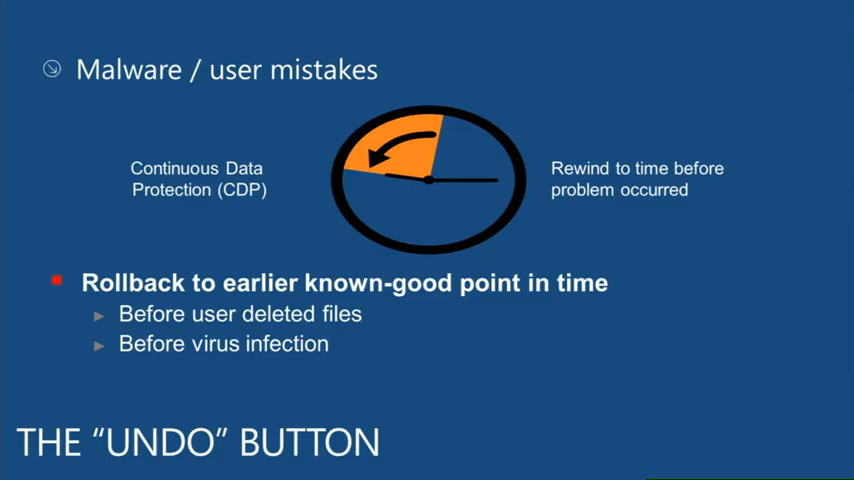 Malware / user mistakes
Continuous Data
Protection (CDP)
Rewind to time before
problem occurred
Rollback to earlier known-good point in time
Before user deleted files
Before virus infection
THE “UNDO” BUTTON